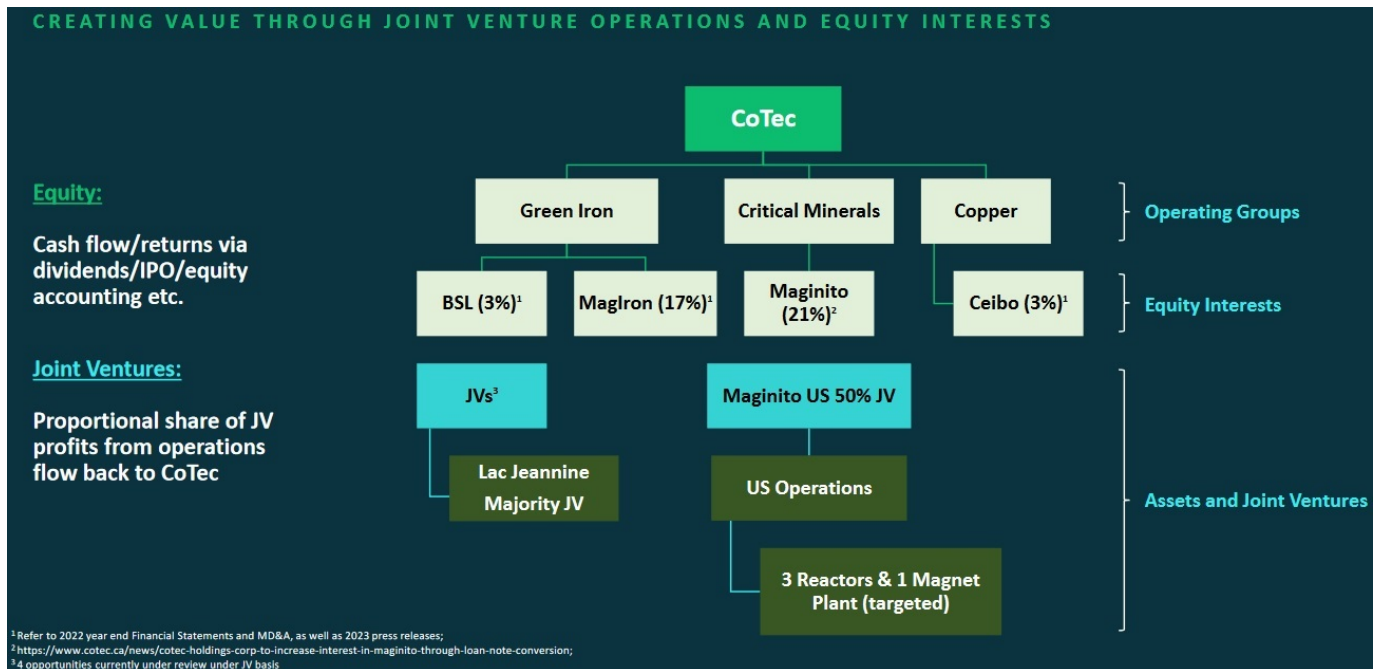 CREATING VALUE THROUGH JOINT VENTURE OPERATIONS AND EQUITY INTERESTS
CoTec
Equity:
Cash flow/returns via
dividends/IPO/equity
accounting etc.
Green Iron
Critical Minerals
Copper
Operating Groups
BSL (3%)¹
MagIron (17%)¹
Maginito
(21%)²
Ceibo (3%)¹
Equity Interests
Joint Ventures:
Proportional share of JV
profits from operations
flow back to CoTec
JVs³
Maginito US 50% JV
Lac Jeannine
Majority JV
US Operations
3 Reactors & 1 Magnet
Plant (targeted)
Assets and Joint Ventures
¹ Refer to 2022 year end Financial Statements and MD&A, as well as 2023 press releases;
² https://www.cotec.ca/news/cotec-holdings-corp-to-increase-interest-in-maginito-through-loan-note-conversion;
³ 4 opportunities currently under review under JV basis